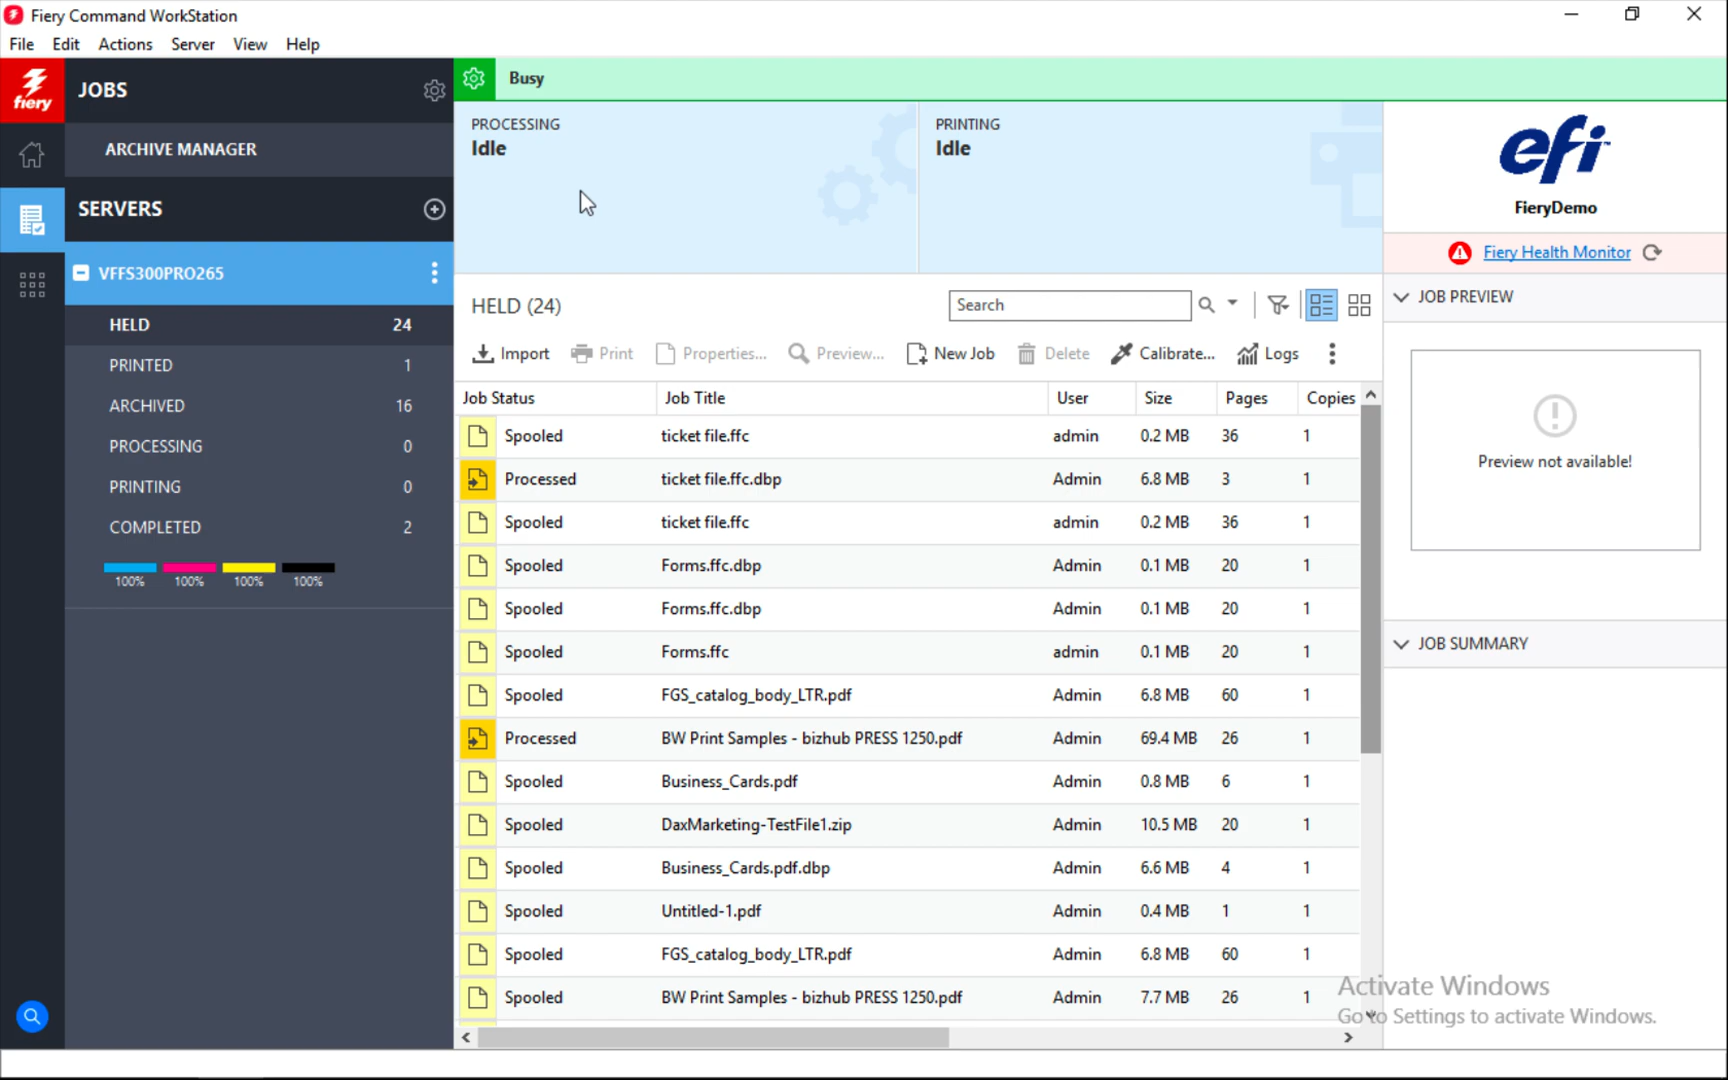 Fiery Command WorkStation
File Edit Actions Server View Help
fiery
JOBS
ARCHIVE MANAGER
SERVERS
VFFS300PRO265
HELD 24
PRINTED 1
ARCHIVED 16
PROCESSING 0
PRINTING 0
COMPLETED 2
100% 100% 100% 100%
Busy
PROCESSING
Idle
PRINTING
Idle
efi
FieryDemo
Fiery Health Monitor
HELD (24)
Search
Import Print Properties... Preview... New Job Delete Calibrate... Logs
Job Status Job Title User Size Pages Copies
Spooled ticket file.ffc admin 0.2 MB 36 1
Processed ticket file.ffc.dbp Admin 6.8 MB 3 1
Spooled ticket file.ffc admin 0.2 MB 36 1
Spooled Forms.ffc.dbp Admin 0.1 MB 20 1
Spooled Forms.ffc.dbp Admin 0.1 MB 20 1
Spooled Forms.ffc admin 0.1 MB 20 1
Spooled FGS_catalog_body_LTR.pdf Admin 6.8 MB 60 1
Processed BW Print Samples - bizhub PRESS 1250.pdf Admin 69.4 MB 26 1
Spooled Business_Cards.pdf Admin 0.8 MB 6 1
Spooled DaxMarketing-TestFile1.zip Admin 10.5 MB 20 1
Spooled Business_Cards.pdf.dbp Admin 6.6 MB 4 1
Spooled Untitled-1.pdf Admin 0.4 MB 1 1
Spooled FGS_catalog_body_LTR.pdf Admin 6.8 MB 60 1
Spooled BW Print Samples - bizhub PRESS 1250.pdf Admin 7.7 MB 26 1
JOB PREVIEW
Preview not available!
JOB SUMMARY
Activate Windows
Go to Settings to activate Windows.